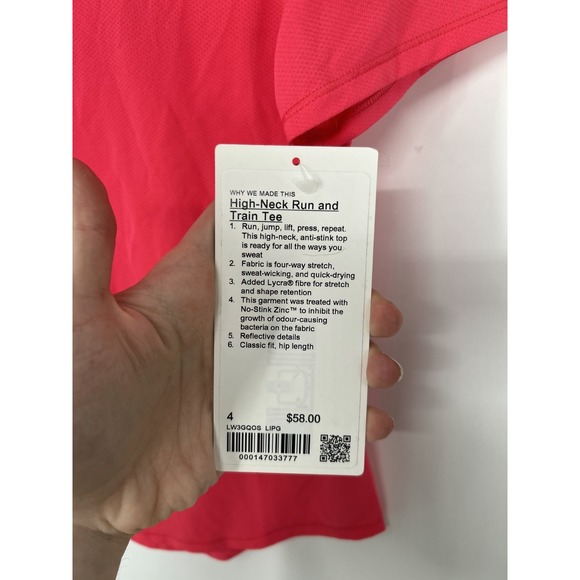 WHY WE MADE THIS
High-Neck Run and
Train Tee
1. Run, jump, lift, press, repeat.
This high-neck, anti-stink top
is ready for all the ways you
sweat
2. Fabric is four-way stretch,
sweat-wicking, and quick-drying
3. Added Lycra® fibre for stretch
and shape retention
4. This garment was treated with
No-Stink Zinc™ to inhibit the
growth of odour-causing
bacteria on the fabric
5. Reflective details
6. Classic fit, hip length
4 $58.00
LW3GQOS LIPG
000147033777